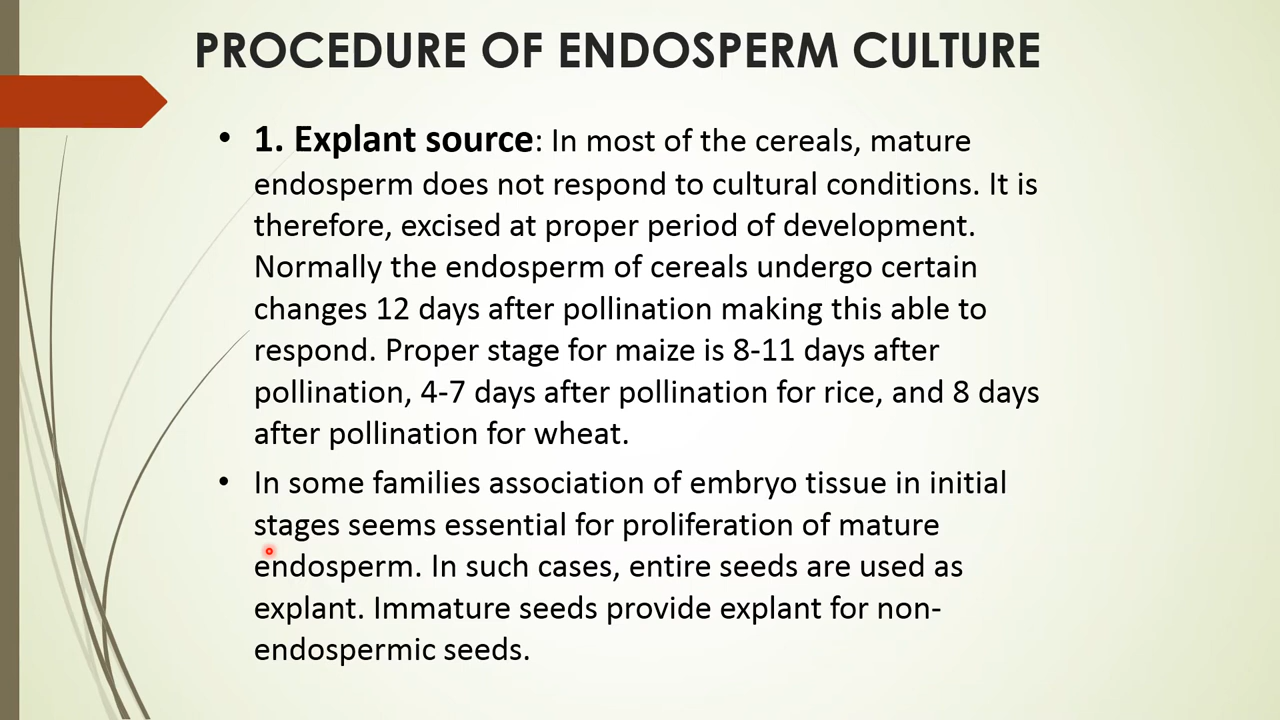 PROCEDURE OF ENDOSPERM CULTURE
• 1. Explant source: In most of the cereals, mature
endosperm does not respond to cultural conditions. It is
therefore, excised at proper period of development.
Normally the endosperm of cereals undergo certain
changes 12 days after pollination making this able to
respond. Proper stage for maize is 8-11 days after
pollination, 4-7 days after pollination for rice, and 8 days
after pollination for wheat.
• In some families association of embryo tissue in initial
stages seems essential for proliferation of mature
endosperm. In such cases, entire seeds are used as
explant. Immature seeds provide explant for non-
endospermic seeds.